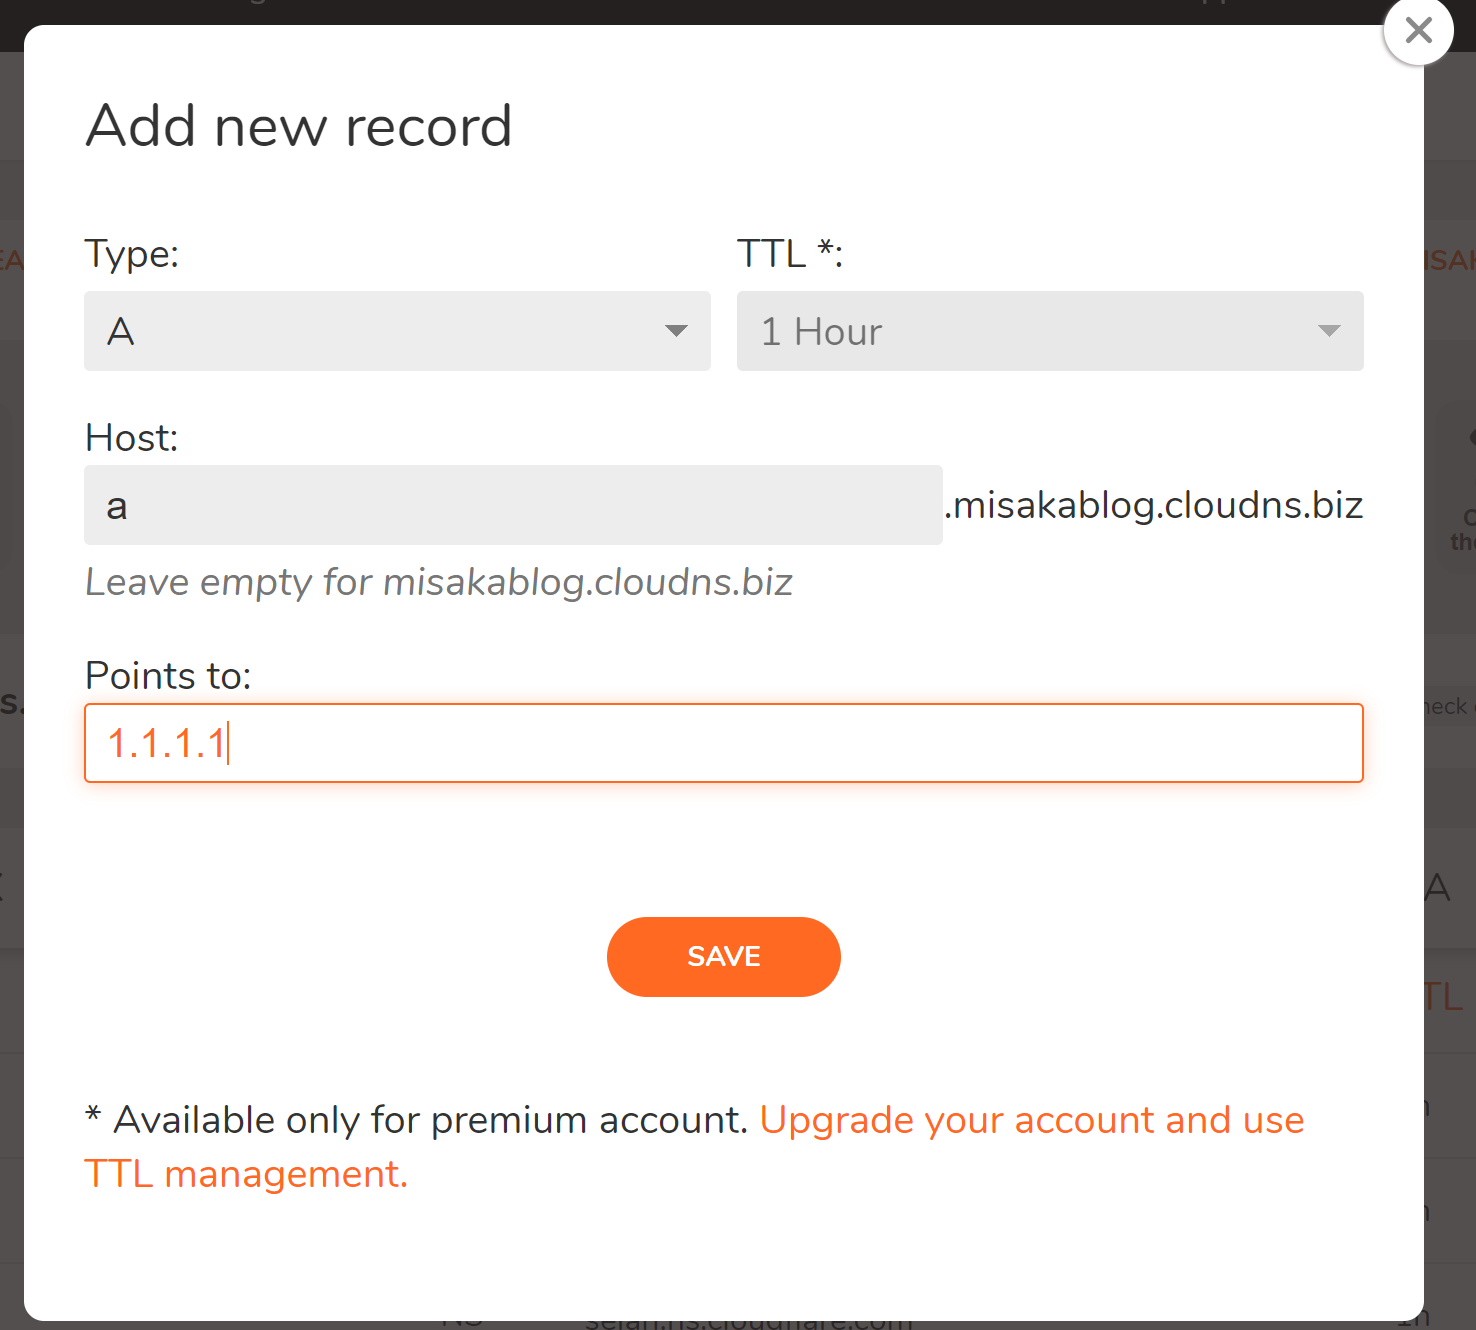 Add new record
Type:
TTL *:
A
1 Hour
Host:
a
.misakablog.cloudns.biz
Leave empty for misakablog.cloudns.biz
Points to:
1.1.1.1
SAVE
* Available only for premium account. Upgrade your account and use
TTL management.
A
TL